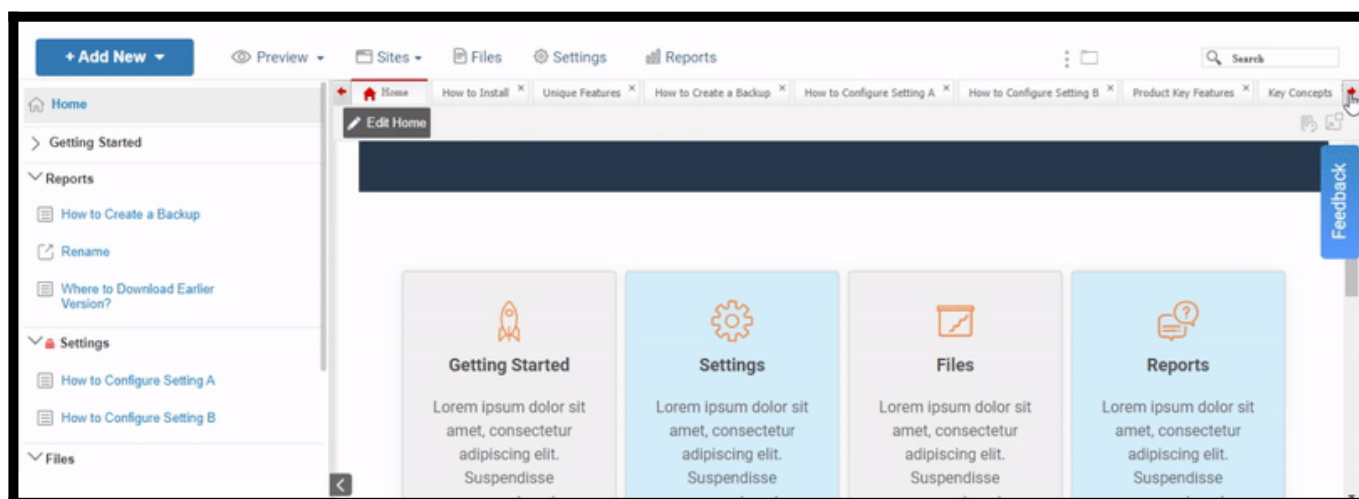 + Add New
Preview
Sites
Files
Settings
Reports
Search
Home
Getting Started
Reports
How to Create a Backup
Rename
Where to Download Earlier
Version?
Settings
How to Configure Setting A
How to Configure Setting B
Files
Home
How to Install
Unique Features
How to Create a Backup
How to Configure Setting A
How to Configure Setting B
Product Key Features
Key Concepts
Edit Home
Feedback
Getting Started
Lorem ipsum dolor sit
amet, consectetur
adipiscing elit.
Suspendisse
Settings
Lorem ipsum dolor sit
amet, consectetur
adipiscing elit.
Suspendisse
Files
Lorem ipsum dolor sit
amet, consectetur
adipiscing elit.
Suspendisse
Reports
Lorem ipsum dolor sit
amet, consectetur
adipiscing elit.
Suspendisse